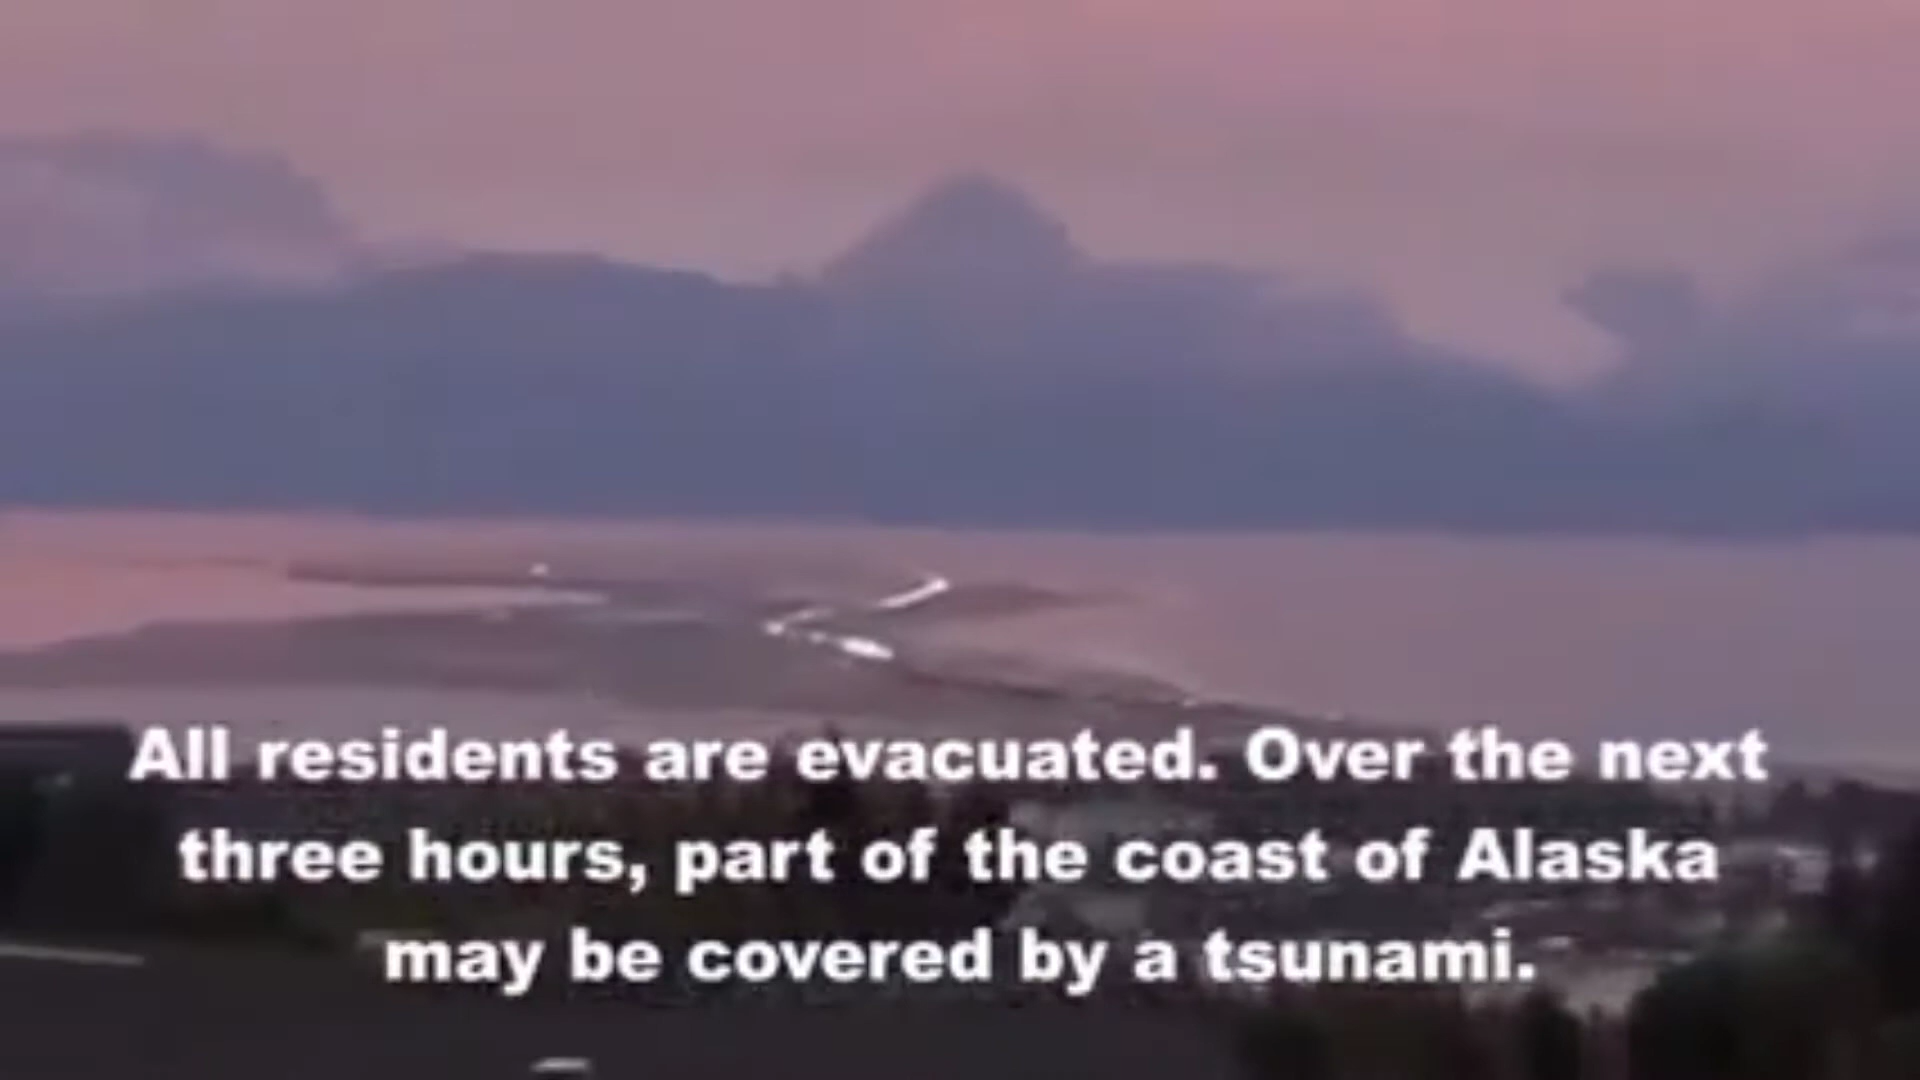 All residents are evacuated. Over the next
three hours, part of the coast of Alaska
may be covered by a tsunami.